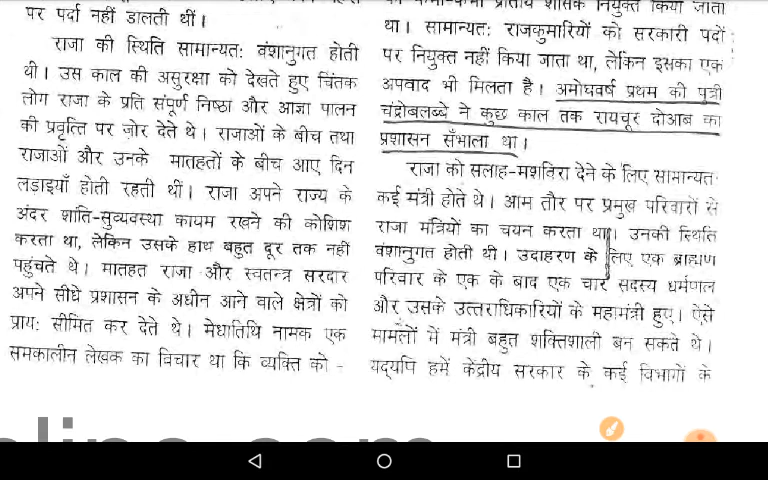 पर पर्दा नहीं डालती थीं।
राजा की स्थिति सामान्यत: वंशानुगत होती
थी। उस काल की असुरक्षा को देखते हुए चिंतक
लोग राजा के प्रति संपूर्ण निष्ठा और आज्ञा पालन
की प्रवृत्ति पर ज़ोर देते थे। राजाओं के बीच तथा
राजाओं और उनके मातहतों के बीच आए दिन
लड़ाइयाँ होती रहती थीं। राजा अपने राज्य के
अंदर शांति-सुव्यवस्था कायम रखने की कोशिश
करता था, लेकिन उसके हाथ बहुत दूर तक नहीं
पहुंचते थे। मातहत राजा और स्वतन्त्र सरदार
अपने सीधे प्रशासन के अधीन आने वाले क्षेत्रों को
प्राय: सीमित कर देते थे। मेधातिथि नामक एक
समकालीन लेखक का विचार था कि व्यक्ति को -
प्रांतीय शासक नियुक्त किया जाता
था। सामान्यत: राजकुमारियों को सरकारी पदों
पर नियुक्त नहीं किया जाता था, लेकिन इसका एक
अपवाद भी मिलता है। अमोघवर्ष प्रथम की पुत्री
चंद्रोबलब्बे ने कुछ काल तक रायचूर दोआब का
प्रशासन सँभाला था।
राजा को सलाह-मशविरा देने के लिए सामान्यत:
कई मंत्री होते थे। आम तौर पर प्रमुख परिवारों से
राजा मंत्रियों का चयन करता था। उनकी स्थिति
वंशानुगत होती थी। उदाहरण के लिए एक ब्राह्मण
परिवार के एक के बाद एक चार सदस्य धर्मपाल
और उसके उत्तराधिकारियों के महामंत्री हुए। ऐसे
मामलों में मंत्री बहुत शक्तिशाली बन सकते थे।
यद्यपि हमें केंद्रीय सरकार के कई विभागों के